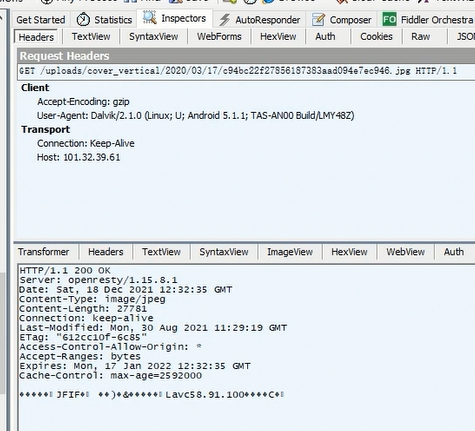 Get Started Statistics Inspectors AutoResponder Composer FO Fiddler Orchestra
Headers TextView SyntaxView WebForms HexView Auth Cookies Raw JSON
Request Headers
GET /uploads/cover_vertical/2020/03/17/c94bc22f27856187383aad094e7ec946.jpg HTTP/1.1
Client
Accept-Encoding: gzip
User-Agent: Dalvik/2.1.0 (Linux; U; Android 5.1.1; TAS-AN00 Build/LMY48Z)
Transport
Connection: Keep-Alive
Host: 101.32.39.61
Transformer Headers TextView SyntaxView ImageView HexView WebView Auth
HTTP/1.1 200 OK
Server: openresty/1.15.8.1
Date: Sat, 18 Dec 2021 12:32:35 GMT
Content-Type: image/jpeg
Content-Length: 27781
Connection: keep-alive
Last-Modified: Mon, 30 Aug 2021 11:29:19 GMT
ETag: "612cc10f-6c85"
Access-Control-Allow-Origin: *
Accept-Ranges: bytes
Expires: Mon, 17 Jan 2022 12:32:35 GMT
Cache-Control: max-age=2592000
JFIF Lavc58.91.100